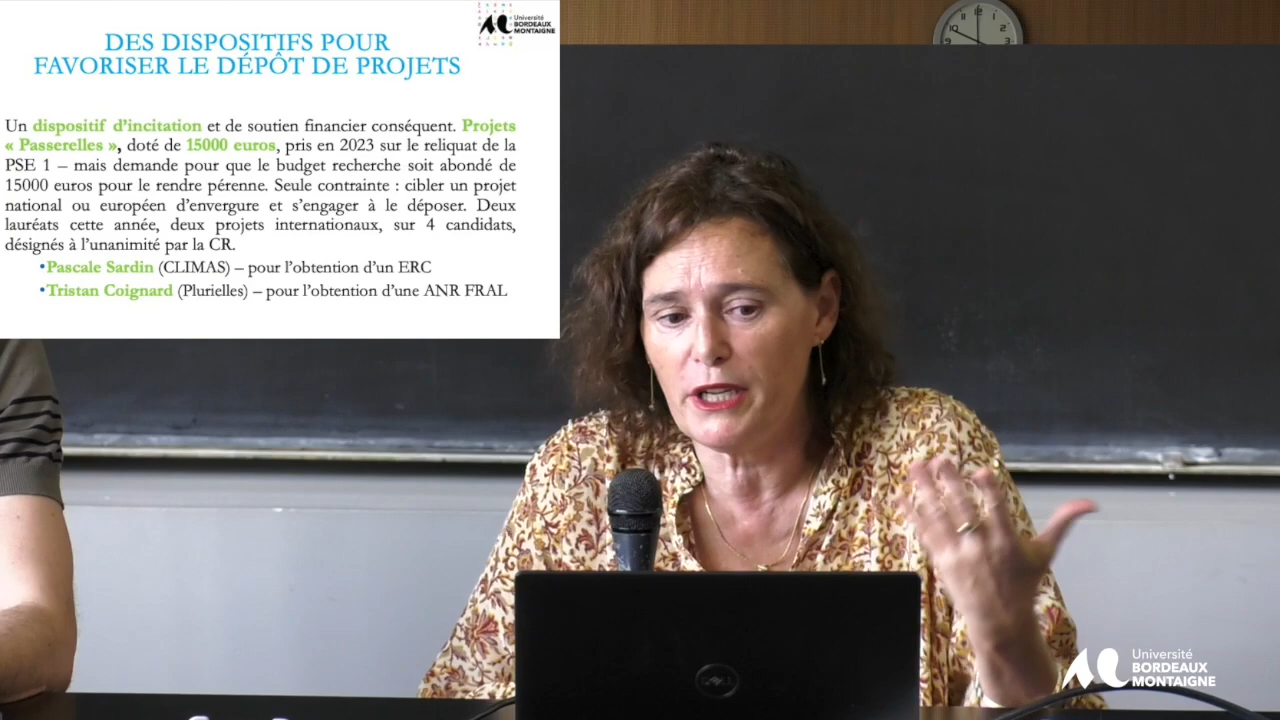 DES DISPOSITIFS POUR
FAVORISER LE DÉPÔT DE PROJETS
Université
BORDEAUX
MONTAIGNE
Un dispositif d'incitation et de soutien financier conséquent. Projets
« Passerelles », doté de 15000 euros, pris en 2023 sur le reliquat de la
PSE 1 – mais demande pour que le budget recherche soit abondé de
15000 euros pour le rendre pérenne. Seule contrainte : cibler un projet
national ou européen d'envergure et s'engager à le déposer. Deux
lauréats cette année, deux projets internationaux, sur 4 candidats,
désignés à l'unanimité par la CR.
•Pascale Sardin (CLIMAS) – pour l'obtention d'un ERC
•Tristan Coignard (Plurielles) – pour l'obtention d'une ANR FRAL
DELL
Université
BORDEAUX
MONTAIGNE